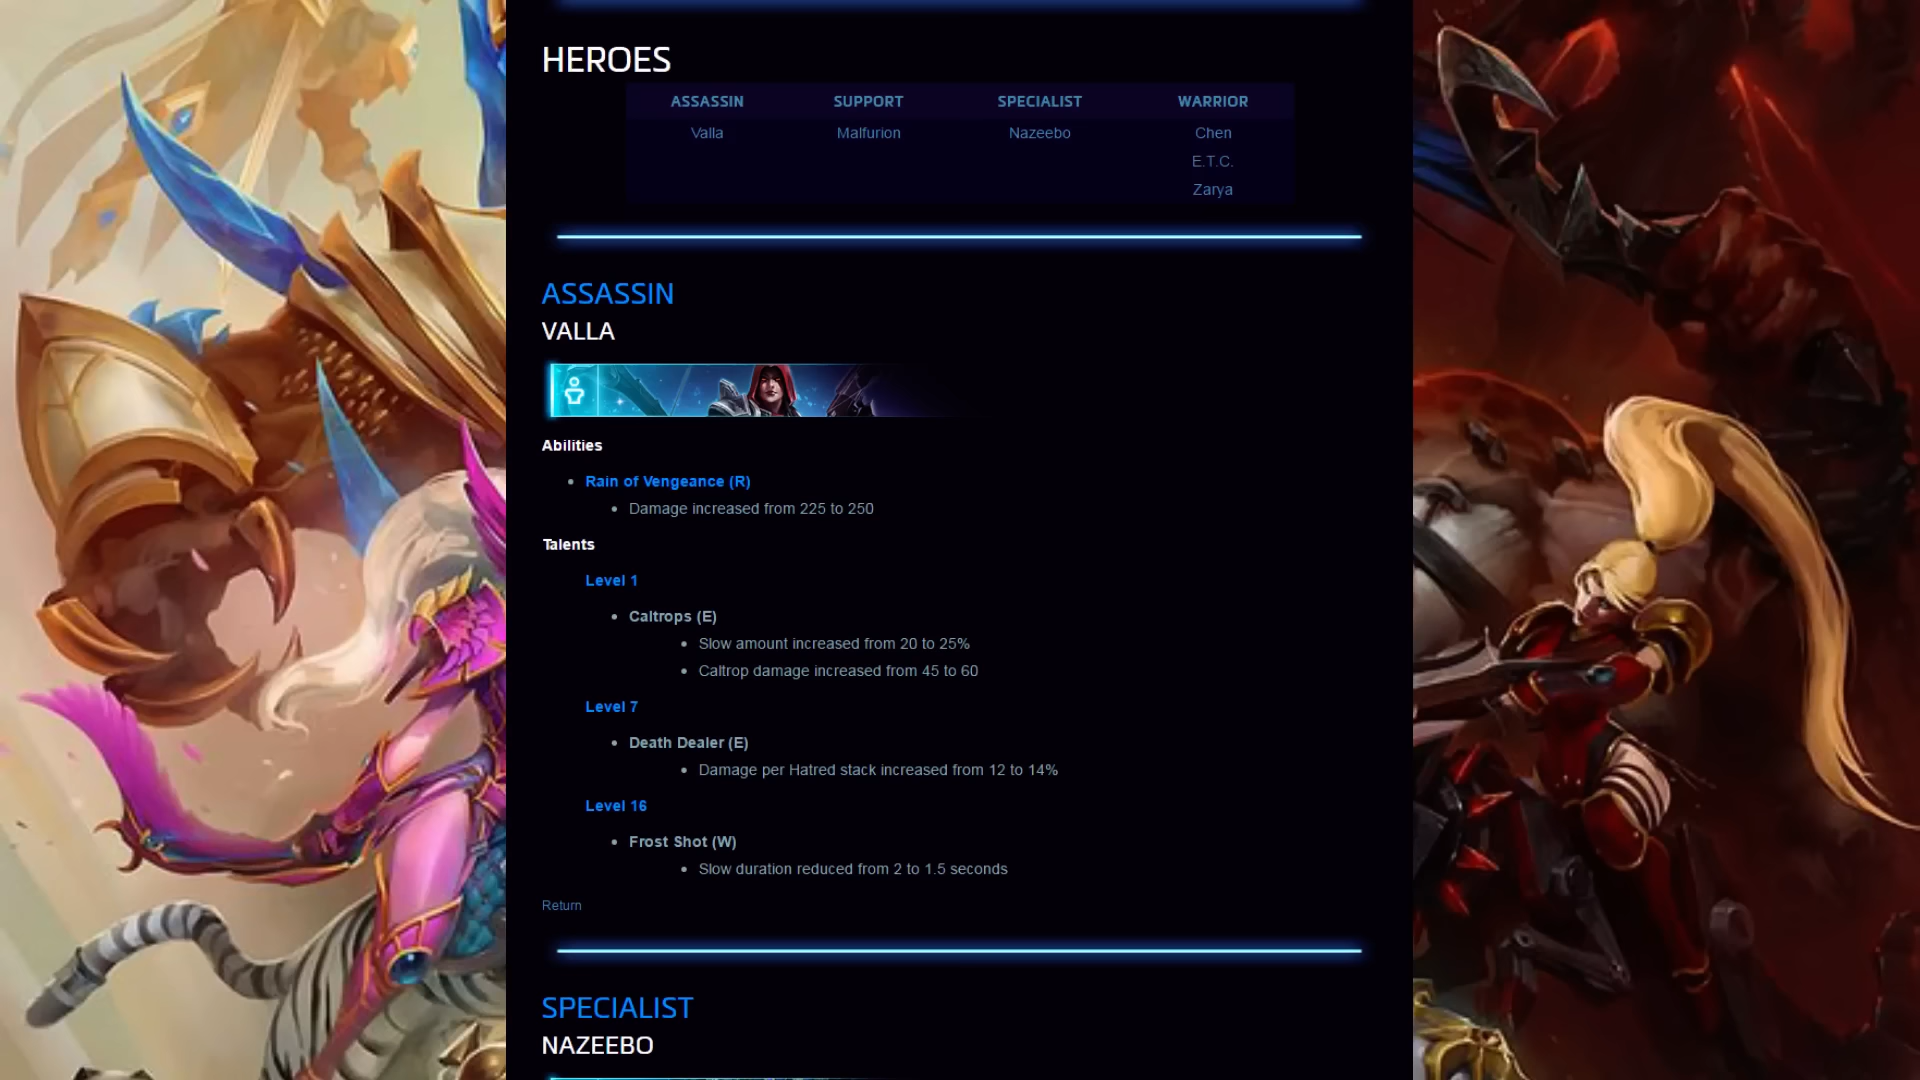 HEROES
ASSASSIN SUPPORT SPECIALIST WARRIOR
Valla Malfurion Nazeebo Chen
E.T.C.
Zarya
ASSASSIN
VALLA
Abilities
Rain of Vengeance (R)
Damage increased from 225 to 250
Talents
Level 1
Caltrops (E)
Slow amount increased from 20 to 25%
Caltrop damage increased from 45 to 60
Level 7
Death Dealer (E)
Damage per Hatred stack increased from 12 to 14%
Level 16
Frost Shot (W)
Slow duration reduced from 2 to 1.5 seconds
Return
SPECIALIST
NAZEEBO